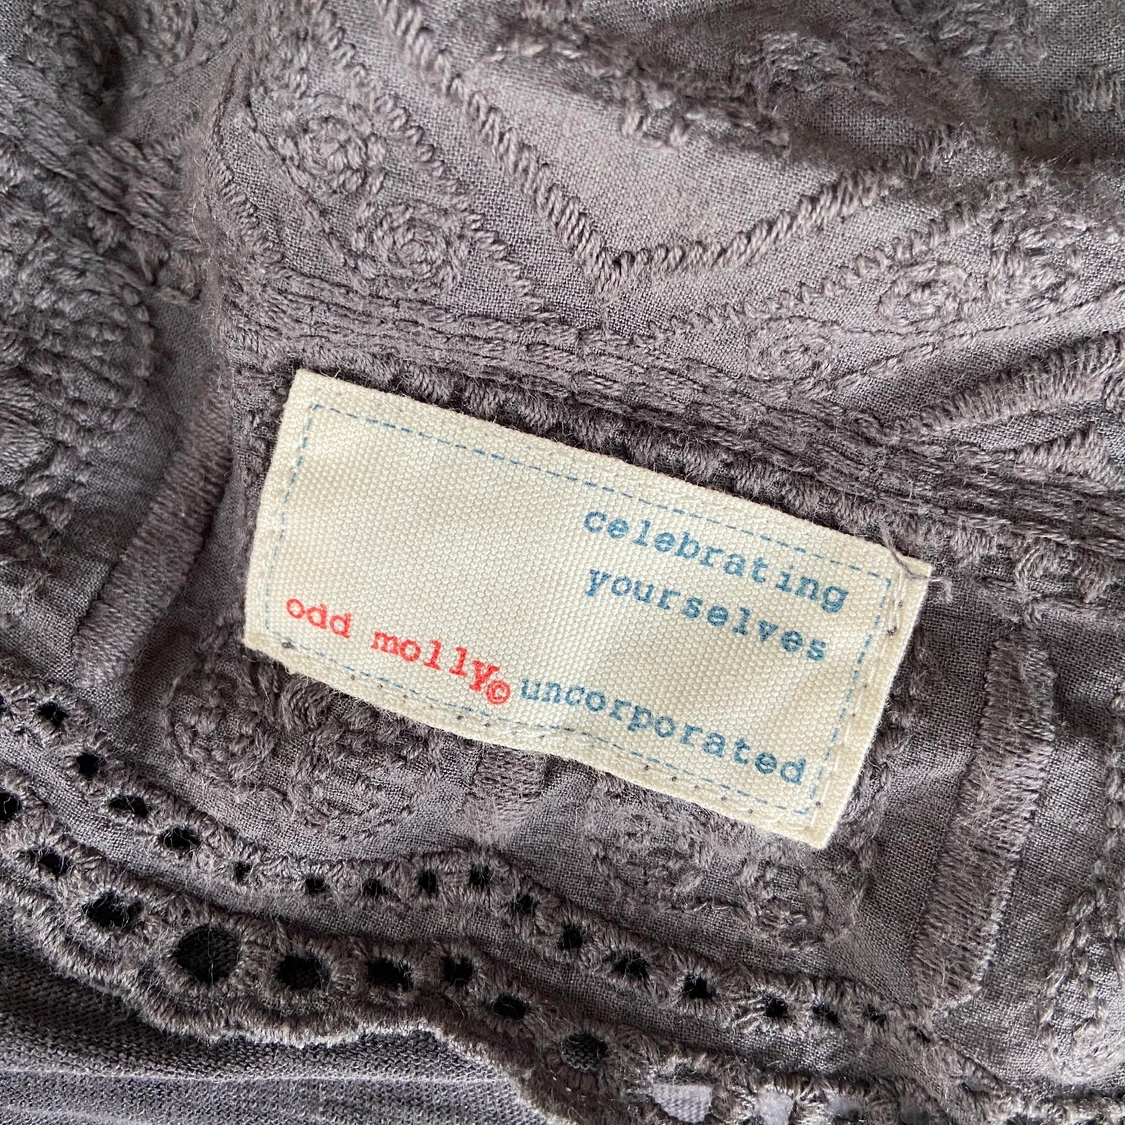 celebrating
yourselves
odd molly© uncorporated